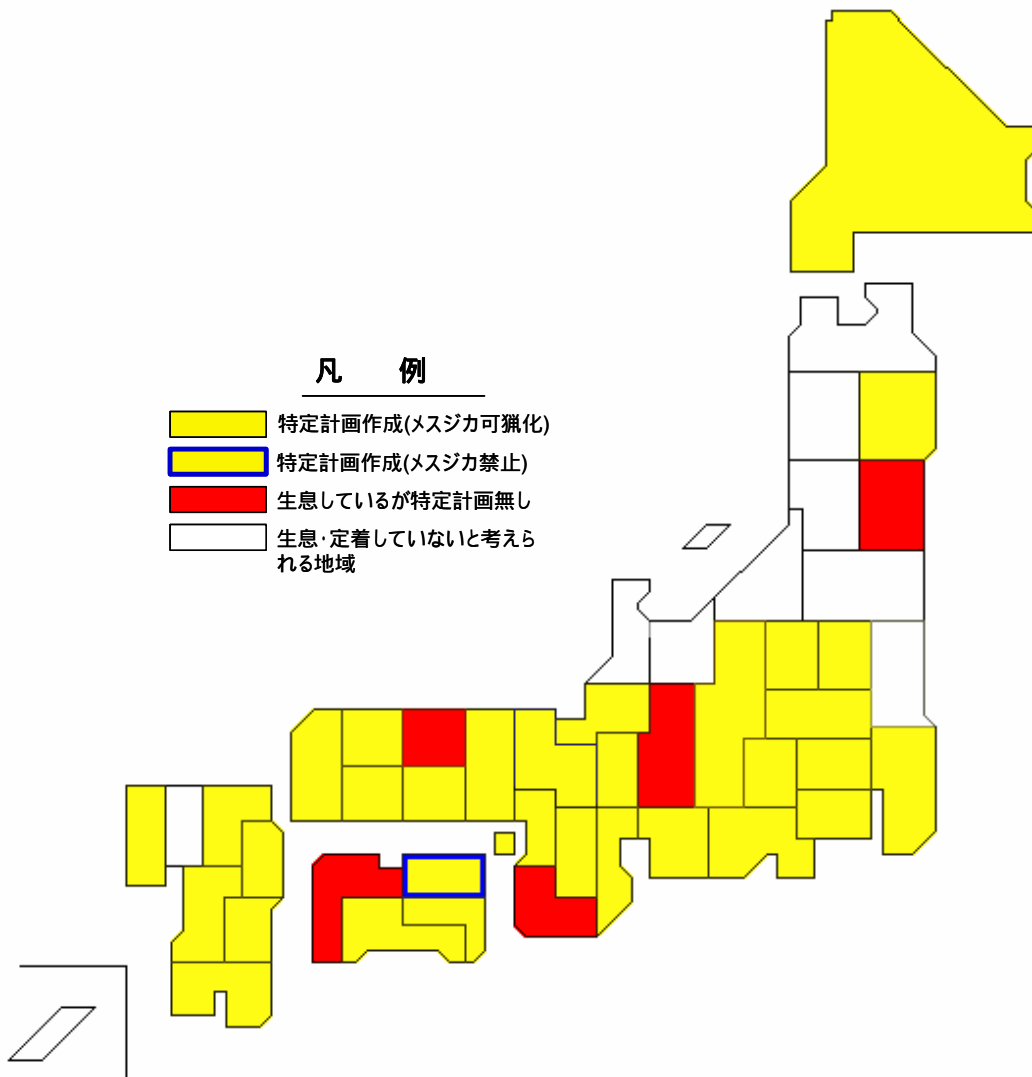 凡　例
特定計画作成(メスジカ可猟化)
特定計画作成(メスジカ禁止)
生息しているが特定計画無し
生息・定着していないと考えら
れる地域